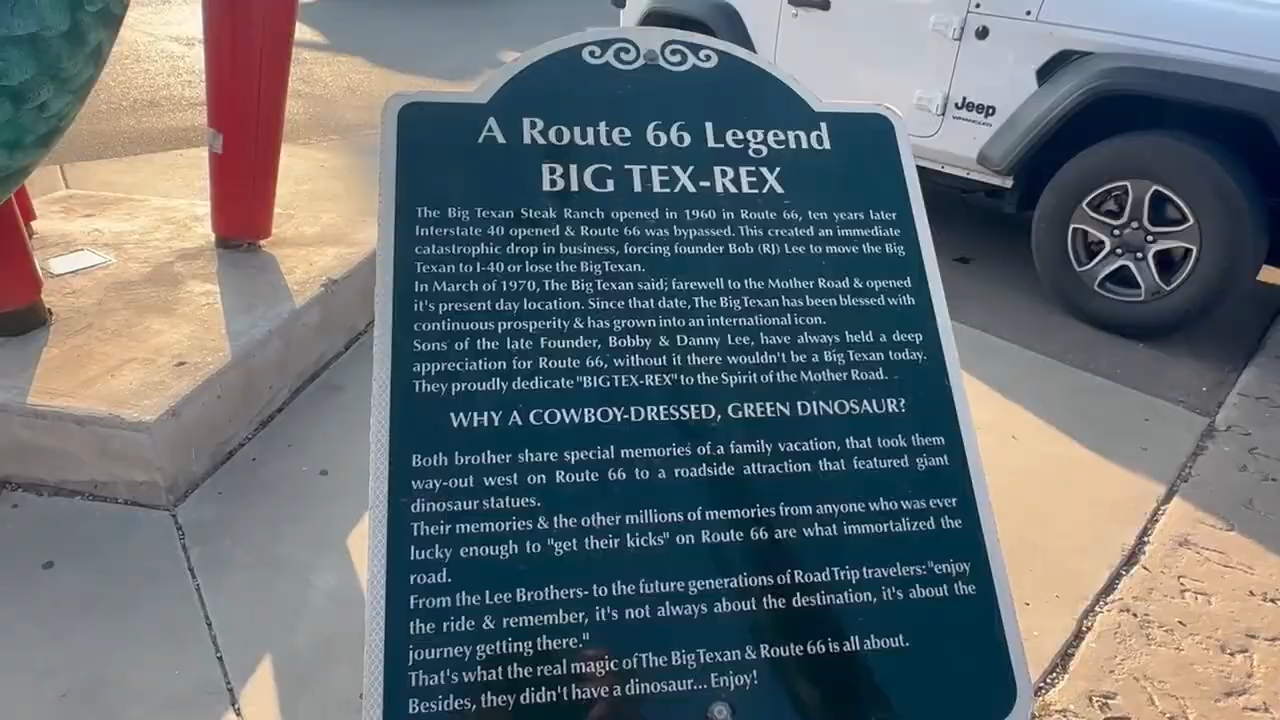 A Route 66 Legend
BIG TEX-REX
The Big Texan Steak Ranch opened in 1960 in Route 66, ten years later
Interstate 40 opened & Route 66 was bypassed. This created an immediate
catastrophic drop in business, forcing founder Bob (RJ) Lee to move the Big
Texan to I-40 or lose the Big Texan.
In March of 1970, The Big Texan said; farewell to the Mother Road & opened
it's present day location. Since that date, The Big Texan has been blessed with
continuous prosperity & has grown into an international icon.
Sons of the late Founder, Bobby & Danny Lee, have always held a deep
appreciation for Route 66, without it there wouldn't be a Big Texan today.
They proudly dedicate "BIG TEX-REX" to the Spirit of the Mother Road.
WHY A COWBOY-DRESSED, GREEN DINOSAUR?
Both brother share special memories of a family vacation, that took them
way-out west on Route 66 to a roadside attraction that featured giant
dinosaur statues.
Their memories & the other millions of memories from anyone who was ever
lucky enough to "get their kicks" on Route 66 are what immortalized the
road.
From the Lee Brothers- to the future generations of Road Trip travelers: "enjoy
the ride & remember, it's not always about the destination, it's about the
journey getting there."
That's what the real magic of The Big Texan & Route 66 is all about.
Besides, they didn't have a dinosaur... Enjoy!
Jeep
WRANGLER